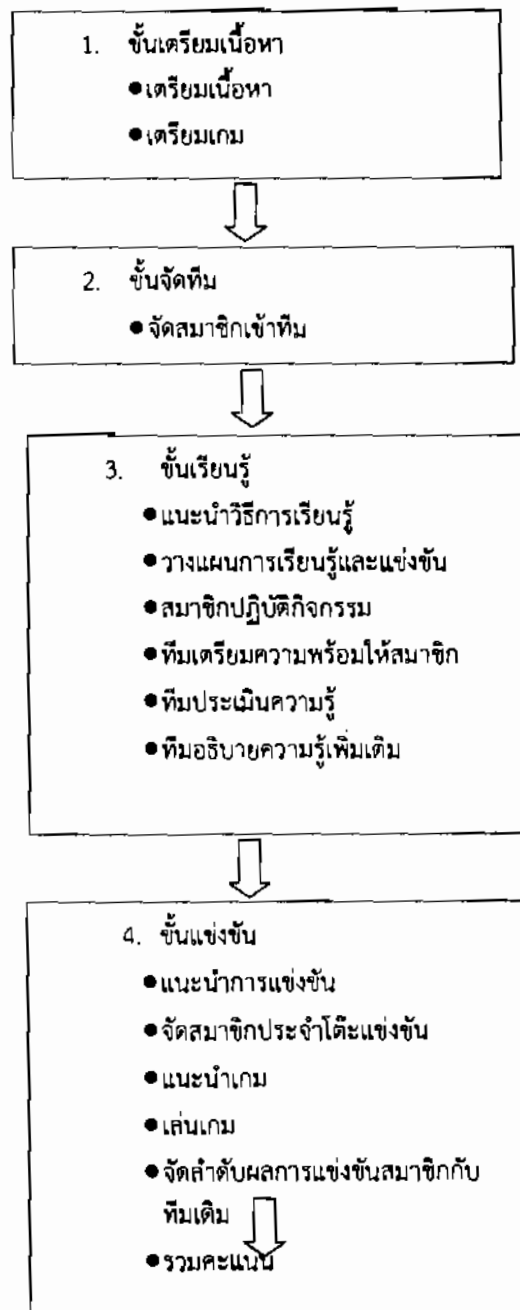 1. ขั้นเตรียมเนื้อหา
●เตรียมเนื้อหา
●เตรียมเกม
2. ขั้นจัดทีม
●จัดสมาชิกเข้าทีม
3. ขั้นเรียนรู้
●แนะนำวิธีการเรียนรู้
●วางแผนการเรียนรู้และแข่งขัน
●สมาชิกปฏิบัติกิจกรรม
●ทีมเตรียมความพร้อมให้สมาชิก
●ทีมประเมินความรู้
●ทีมอธิบายความรู้เพิ่มเติม
4. ขั้นแข่งขัน
●แนะนำการแข่งขัน
●จัดสมาชิกประจำโต๊ะแข่งขัน
●แนะนำเกม
●เล่นเกม
●จัดลำดับผลการแข่งขันสมาชิกกับ
ทีมเดิม
●รวมคะแนน